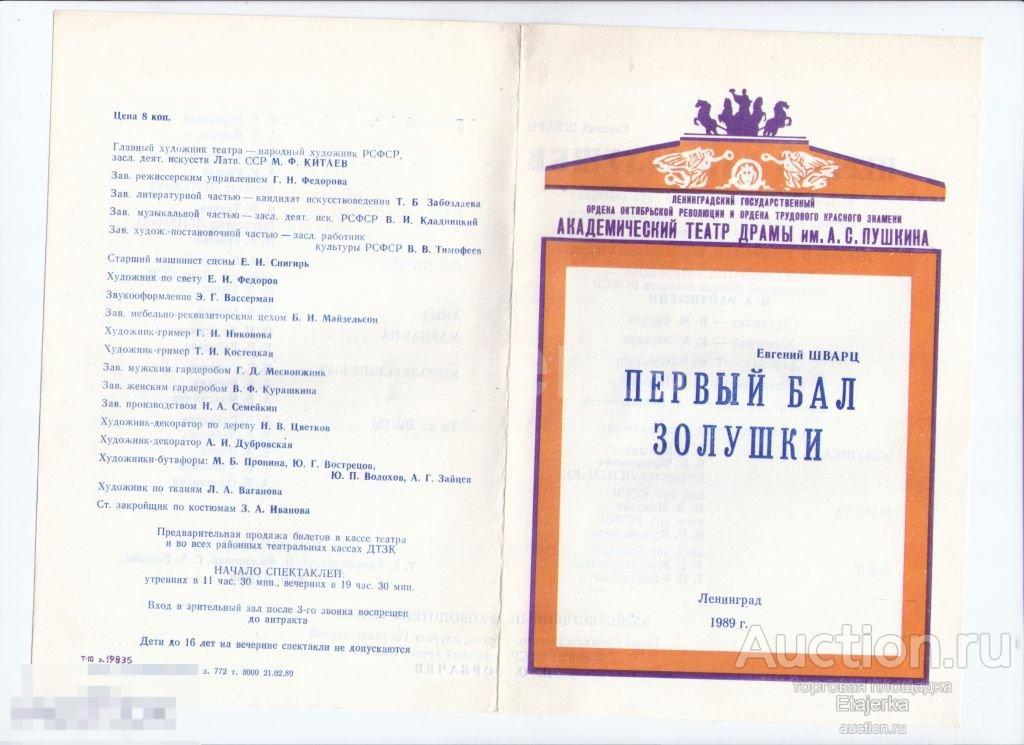 Цена 8 коп.
Главный художник театра — народный художник РСФСР,
засл. деят. искусств Латв. ССР М. Ф. КИТАЕВ
Зав. режиссерским управлением Г. Н. Федорова
Зав. литературной частью — кандидат искусствоведения Т. Б. Забозлаева
Зав. музыкальной частью — засл. деят. иск. РСФСР В. И. Кладницкий
Зав. худож.-постановочной частью — засл. работник
культуры РСФСР В. В. Тимофеев
Старший машинист сцены Е. И. Снигирь
Художник по свету Е. И. Федоров
Звукооформление Э. Г. Вассерман
Зав. мебельно-реквизиторским цехом Б. И. Майзельсон
Художник-гример Г. И. Никонова
Художник-гример Т. И. Костецкая
Зав. мужским гардеробом Г. Д. Месионжник
Зав. женским гардеробом В. Ф. Курашкина
Зав. производством Н. А. Семейкин
Художник-декоратор по дереву Н. В. Цветков
Художник-декоратор А. И. Дубровская
Художники-бутафоры: М. Б. Пронина, Ю. Г. Вострецов,
Ю. П. Волохов, А. Г. Зайцев
Художник по тканям Л. А. Ваганова
Ст. закройщик по костюмам З. А. Иванова
Предварительная продажа билетов в кассе театра
и во всех районных театральных кассах ДТЗК
НАЧАЛО СПЕКТАКЛЕЙ:
утренних в 11 час. 30 мин., вечерних в 19 час. 30 мин.
Вход в зрительный зал после 3-го звонка воспрещен
до антракта
Дети до 16 лет на вечерние спектакли не допускаются
Т-10 з. 19835
з. 772 т. 8000 21.02.89
ЛЕНИНГРАДСКИЙ ГОСУДАРСТВЕННЫЙ
ОРДЕНА ОКТЯБРЬСКОЙ РЕВОЛЮЦИИ И ОРДЕНА ТРУДОВОГО КРАСНОГО ЗНАМЕНИ
АКАДЕМИЧЕСКИЙ ТЕАТР ДРАМЫ ИМ. А. С. ПУШКИНА
Евгений ШВАРЦ
ПЕРВЫЙ БАЛ
ЗОЛУШКИ
Ленинград
1989 г.
Auction.ru
торговая площадка
Etajerka
auction.ru